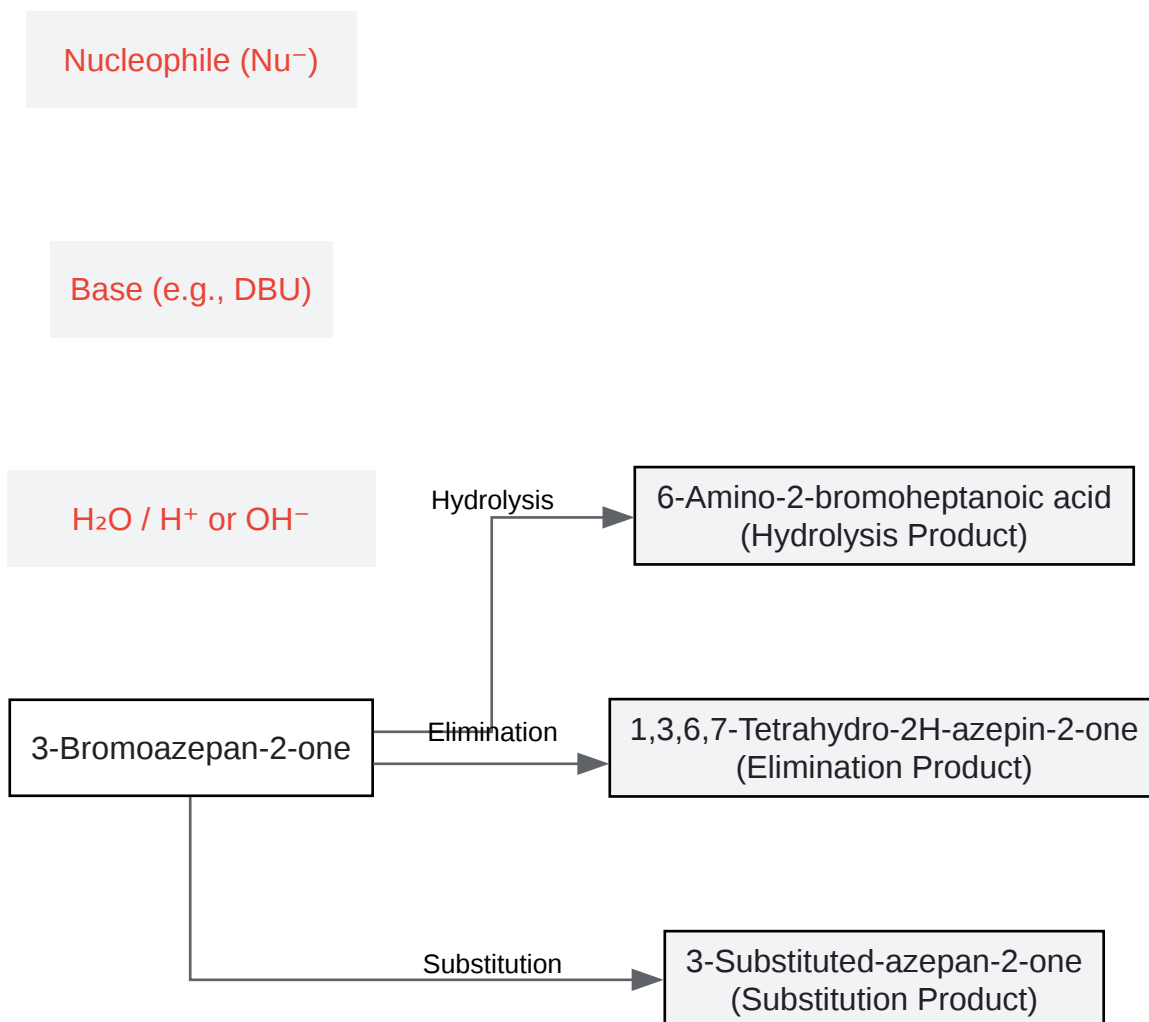 Nucleophile (Nu⁻)
Base (e.g., DBU)
H₂O / H⁺ or OH⁻
Hydrolysis
6-Amino-2-bromoheptanoic acid
(Hydrolysis Product)
3-Bromoazepan-2-one
Elimination
1,3,6,7-Tetrahydro-2H-azepin-2-one
(Elimination Product)
Substitution
3-Substituted-azepan-2-one
(Substitution Product)